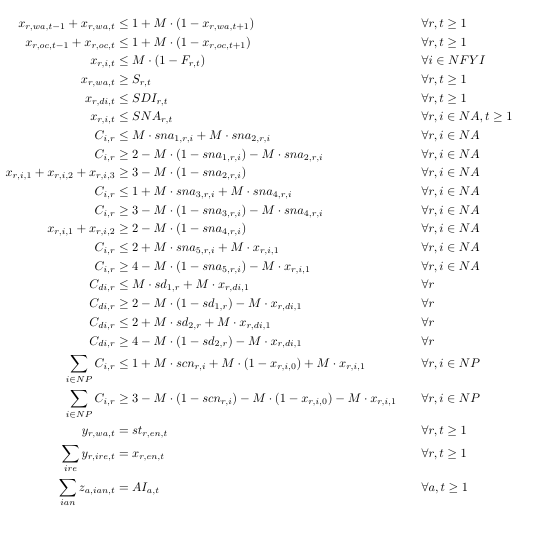 x_{r,wa,t−1} + x_{r,wa,t} ≤ 1 + M · (1 − x_{r,wa,t+1}) ∀r, t ≥ 1
x_{r,oc,t−1} + x_{r,oc,t} ≤ 1 + M · (1 − x_{r,oc,t+1}) ∀r, t ≥ 1
x_{r,i,t} ≤ M · (1 − F_{r,t}) ∀i ∈ NFYI
x_{r,wa,t} ≥ S_{r,t} ∀r, t ≥ 1
x_{r,di,t} ≤ SDI_{r,t} ∀r, t ≥ 1
x_{r,i,t} ≤ SNA_{r,t} ∀r, i ∈ NA, t ≥ 1
C_{i,r} ≤ M · sna_{1,r,i} + M · sna_{2,r,i} ∀r, i ∈ NA
C_{i,r} ≥ 2 − M · (1 − sna_{1,r,i}) − M · sna_{2,r,i} ∀r, i ∈ NA
x_{r,i,1} + x_{r,i,2} + x_{r,i,3} ≥ 3 − M · (1 − sna_{2,r,i}) ∀r, i ∈ NA
C_{i,r} ≤ 1 + M · sna_{3,r,i} + M · sna_{4,r,i} ∀r, i ∈ NA
C_{i,r} ≥ 3 − M · (1 − sna_{3,r,i}) − M · sna_{4,r,i} ∀r, i ∈ NA
x_{r,i,1} + x_{r,i,2} ≥ 2 − M · (1 − sna_{4,r,i}) ∀r, i ∈ NA
C_{i,r} ≤ 2 + M · sna_{5,r,i} + M · x_{r,i,1} ∀r, i ∈ NA
C_{i,r} ≥ 4 − M · (1 − sna_{5,r,i}) − M · x_{r,i,1} ∀r, i ∈ NA
C_{di,r} ≤ M · sd_{1,r} + M · x_{r,di,1} ∀r
C_{di,r} ≥ 2 − M · (1 − sd_{1,r}) − M · x_{r,di,1} ∀r
C_{di,r} ≤ 2 + M · sd_{2,r} + M · x_{r,di,1} ∀r
C_{di,r} ≥ 4 − M · (1 − sd_{2,r}) − M · x_{r,di,1} ∀r
∑_{i∈NP} C_{i,r} ≤ 1 + M · scn_{r,i} + M · (1 − x_{r,i,0}) + M · x_{r,i,1} ∀r, i ∈ NP
∑_{i∈NP} C_{i,r} ≥ 3 − M · (1 − scn_{r,i}) − M · (1 − x_{r,i,0}) − M · x_{r,i,1} ∀r, i ∈ NP
y_{r,wa,t} = st_{r,en,t} ∀r, t ≥ 1
∑_{ire} y_{r,ire,t} = x_{r,en,t} ∀r, t ≥ 1
∑_{ian} z_{a,ian,t} = AI_{a,t} ∀a, t ≥ 1